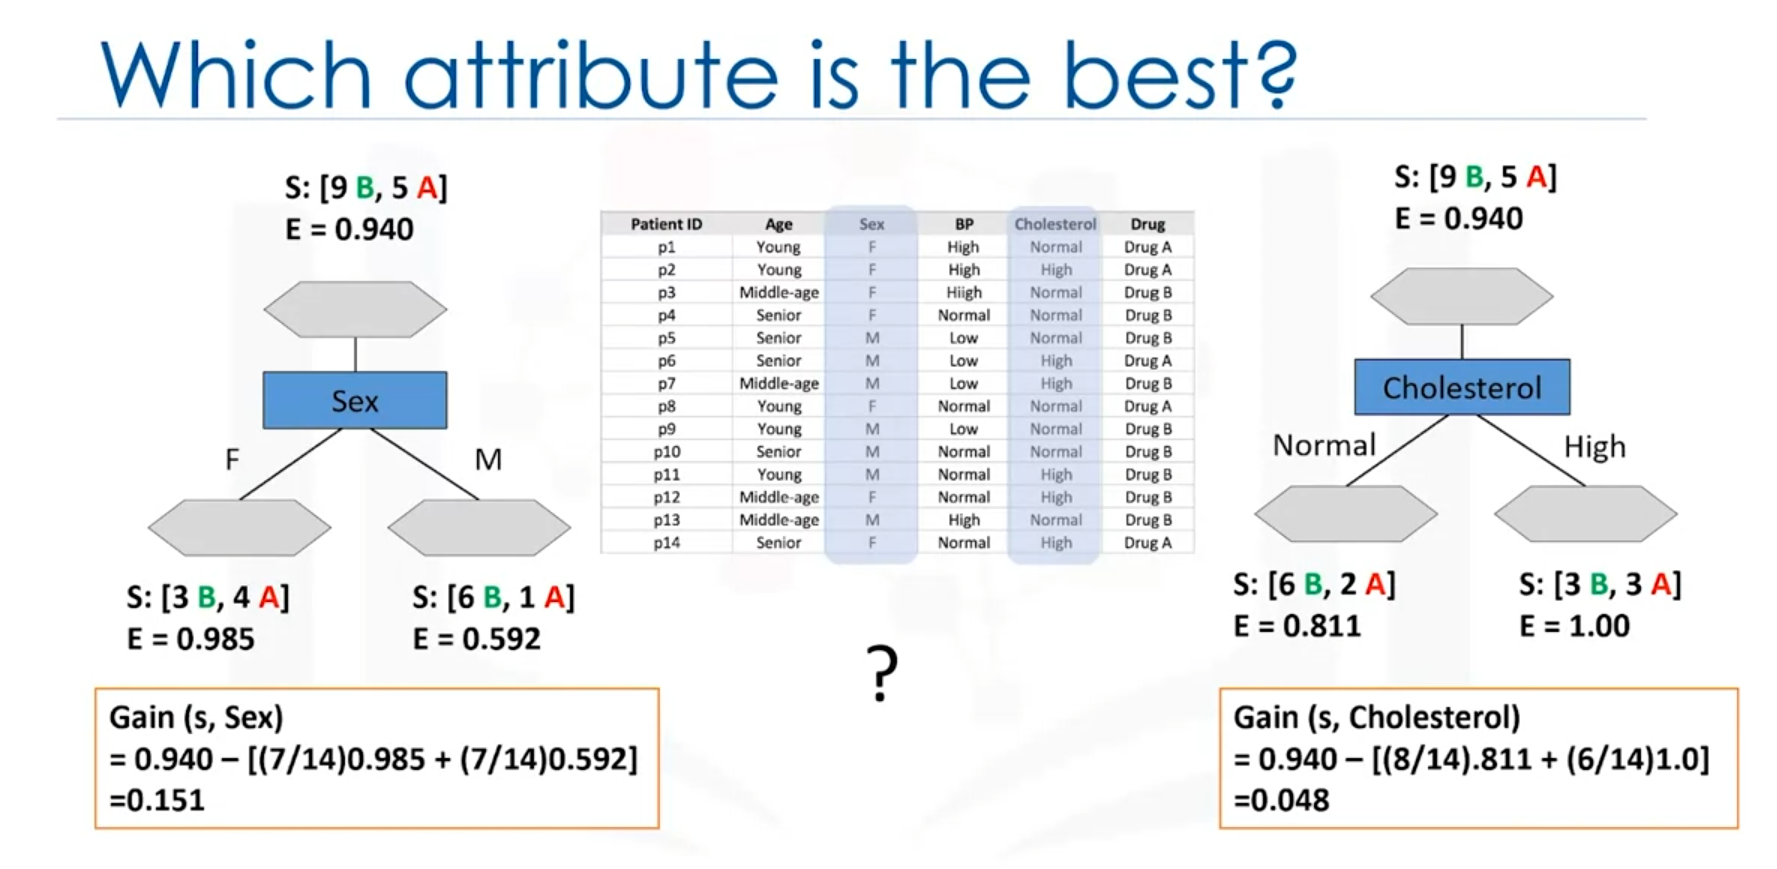 Which attribute is the best?
S: [9 B, 5 A]
E = 0.940
Sex
F
M
S: [3 B, 4 A]
E = 0.985
S: [6 B, 1 A]
E = 0.592
Gain (s, Sex)
= 0.940 – [(7/14)0.985 + (7/14)0.592]
=0.151
Patient ID Age Sex BP Cholesterol Drug
p1 Young F High Normal Drug A
p2 Young F High High Drug A
p3 Middle-age F Hiigh Normal Drug B
p4 Senior F Normal Normal Drug B
p5 Senior M Low Normal Drug B
p6 Senior M Low High Drug A
p7 Middle-age M Low High Drug B
p8 Young F Normal Normal Drug A
p9 Young M Low Normal Drug B
p10 Senior M Normal Normal Drug B
p11 Young M Normal High Drug B
p12 Middle-age F Normal High Drug B
p13 Middle-age M High Normal Drug B
p14 Senior F Normal High Drug A
?
S: [9 B, 5 A]
E = 0.940
Cholesterol
Normal
High
S: [6 B, 2 A]
E = 0.811
S: [3 B, 3 A]
E = 1.00
Gain (s, Cholesterol)
= 0.940 – [(8/14).811 + (6/14)1.0]
=0.048